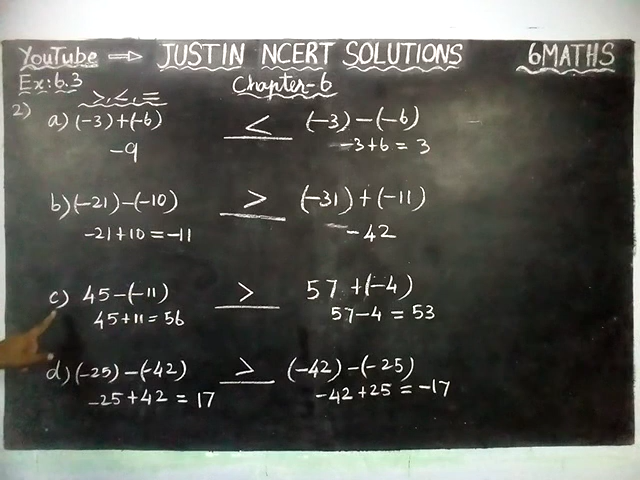 YouTube ⇒ JUSTIN NCERT SOLUTIONS 6MATHS
Ex:6.3 Chapter-6
2) >, <, =
a) (-3)+(-6) < (-3)-(-6)
-9 -3+6 = 3
b) (-21)-(-10) > (-31)+(-11)
-21+10 = -11 -42
c) 45-(-11) > 57+(-4)
45+11 = 56 57-4 = 53
d) (-25)-(-42) > (-42)-(-25)
-25+42 = 17 -42+25 = -17